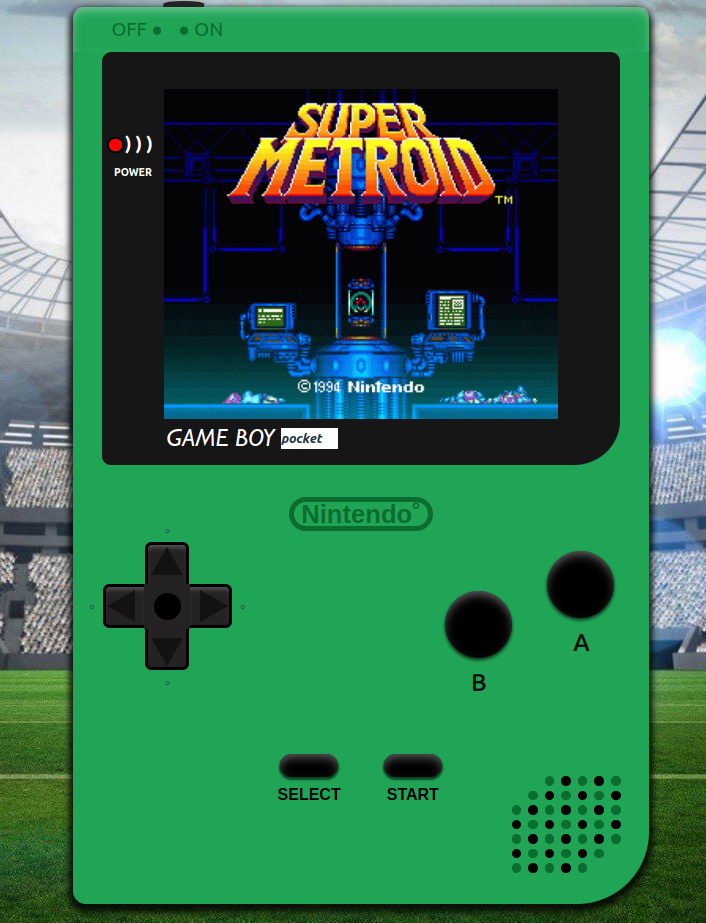 OFF • • ON
SUPER
METROID
TM
POWER
©1994 Nintendo
GAME BOY pocket
Nintendo°
A
B
SELECT START